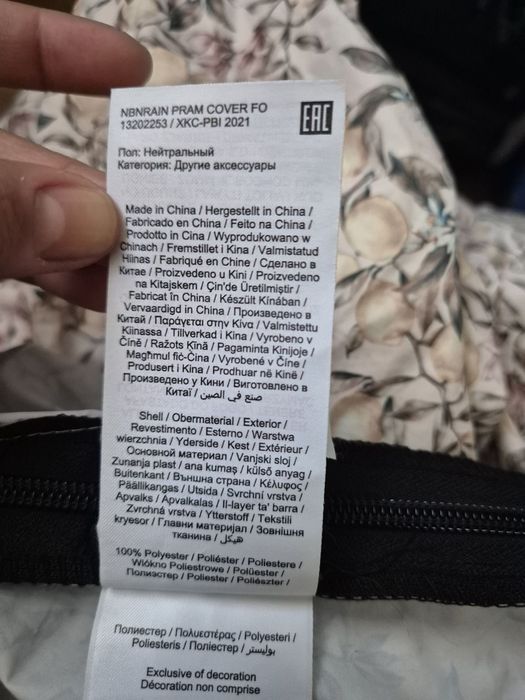 NBNRAIN PRAM COVER FO
13202253 / XKC-PBI 2021
EAC
Пол: Нейтральный
Категория: Другие аксессуары
Made in China / Hergestellt in China /
Fabricado en China / Feito na China /
Prodotto in Cina / Wyprodukowano w
Chinach / Fremstillet i Kina / Valmistatud
Hiinas / Fabriqué en Chine / Сделано в
Китае / Proizvedeno u Kini / Proizvedeno
na Kitajskem / Çin'de Üretilmiştir /
Fabricat în China / Készült Kínában /
Vervaardigd in China / Произведено в
Китай / Παράγεται στην Κίνα / Valmistettu
Kiinassa / Tillverkad i Kina / Vyrobeno v
Číně / Ražots Ķīnā / Pagaminta Kinijoje /
Magħmul fiċ-Ċina / Vyrobené v Číne /
Produsert i Kina / Prodhuar në Kinë /
Произведено у Кини / Виготовлено в
Китаї / صنع في الصين /
Shell / Obermaterial / Exterior /
Revestimento / Esterno / Warstwa
wierzchnia / Yderside / Kest / Extérieur /
Основной материал / Vanjski sloj /
Zunanja plast / ana kumaş / külső anyag /
Buitenkant / Външна страна / Κέλυφος /
Päällikangas / Utsida / Svrchní vrstva /
Apvalks / Apvalkalas / Il-layer ta' barra /
Zvrchná vrstva / Ytterstoff / Tekstili
kryesor / Главни материјал / Зовнішня
тканина / هيكل /
100% Polyester / Poliéster / Poliestere /
Włókno Poliestrowe / Polüester /
Полиэстер / Poliester / Poliészter /
Полиестер / Πολυεστέρας / Polyesteri /
Poliesteris / Поліестер / بوليستر /
Exclusive of decoration
Décoration non comprise